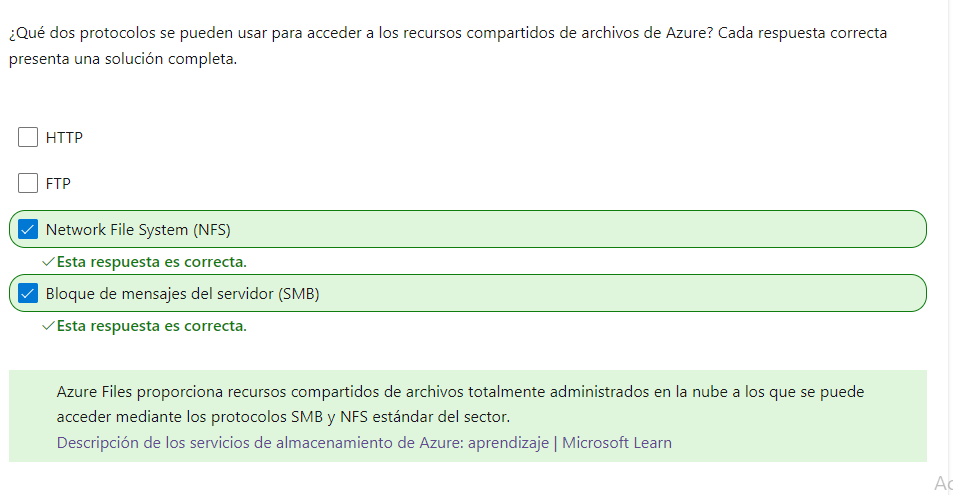 ¿Qué dos protocolos se pueden usar para acceder a los recursos compartidos de archivos de Azure? Cada respuesta correcta
presenta una solución completa.
HTTP
FTP
Network File System (NFS)
Esta respuesta es correcta.
Bloque de mensajes del servidor (SMB)
Esta respuesta es correcta.
Azure Files proporciona recursos compartidos de archivos totalmente administrados en la nube a los que se puede
acceder mediante los protocolos SMB y NFS estándar del sector.
Descripción de los servicios de almacenamiento de Azure: aprendizaje | Microsoft Learn